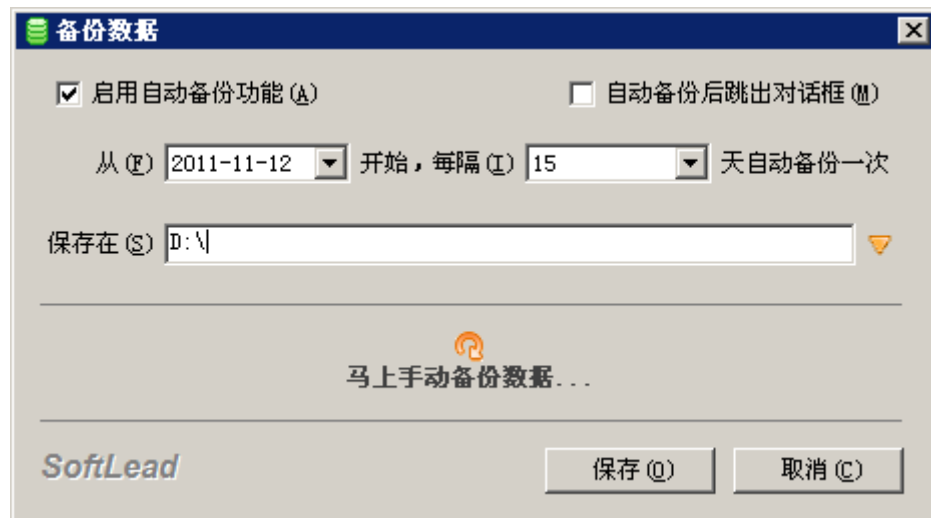 备份数据
启用自动备份功能(A) 自动备份后跳出对话框(M)
从(F) 2011-11-12 开始，每隔(I) 15 天自动备份一次
保存在(S) D:\
马上手动备份数据...
SoftLead 保存(O) 取消(C)